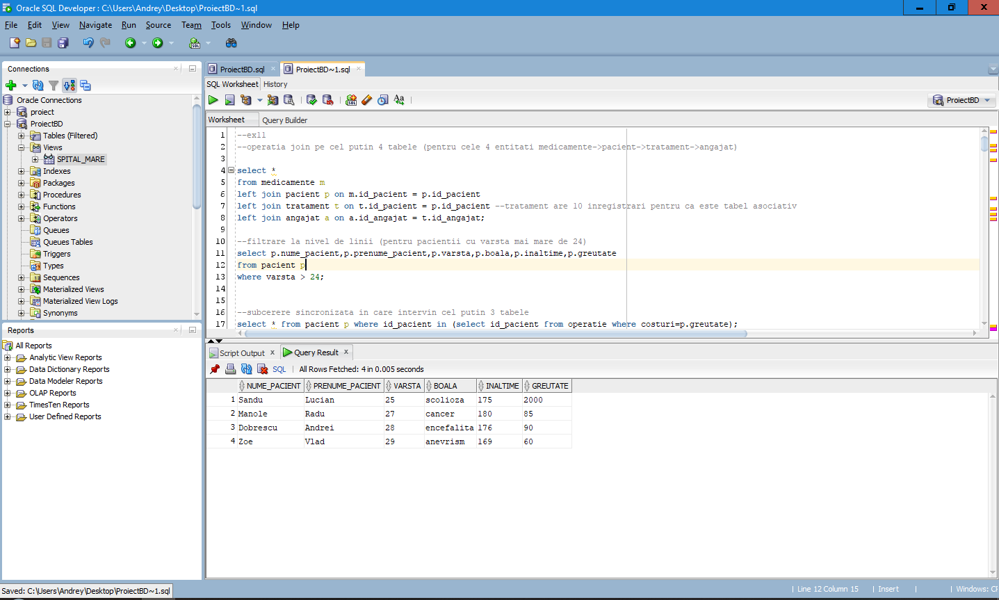 Oracle SQL Developer : C:\Users\Andrey\Desktop\ProiectBD~1.sql
File Edit View Navigate Run Source Team Tools Window Help
Connections
Oracle Connections
proiect
ProiectBD
Tables (Filtered)
Views
SPITAL_MARE
Indexes
Packages
Procedures
Functions
Operators
Queues
Queues Tables
Triggers
Types
Sequences
Materialized Views
Materialized View Logs
Synonyms
Reports
All Reports
Analytic View Reports
Data Dictionary Reports
Data Modeler Reports
OLAP Reports
TimesTen Reports
User Defined Reports
ProiectBD.sql ProiectBD~1.sql
SQL Worksheet History
ProiectBD
Worksheet Query Builder
1 --ex11
2 --operatia join pe cel putin 4 tabele (pentru cele 4 entitati medicamente->pacient->tratament->angajat)
3
4 select *
5 from medicamente m
6 left join pacient p on m.id_pacient = p.id_pacient
7 left join tratament t on t.id_pacient = p.id_pacient --tratament are 10 inregistrari pentru ca este tabel asociativ
8 left join angajat a on a.id_angajat = t.id_angajat;
9
10 --filtrare la nivel de linii (pentru pacientii cu varsta mai mare de 24)
11 select p.nume_pacient,p.prenume_pacient,p.varsta,p.boala,p.inaltime,p.greutate
12 from pacient p
13 where varsta > 24;
14
15
16 --subcerere sincronizata in care intervin cel putin 3 tabele
17 select * from pacient p where id_pacient in (select id_pacient from operatie where costuri=p.greutate);
Script Output x Query Result x
SQL | All Rows Fetched: 4 in 0.005 seconds
NUME_PACIENT PRENUME_PACIENT VARSTA BOALA INALTIME GREUTATE
1 Sandu Lucian 25 scolioza 175 2000
2 Manole Radu 27 cancer 180 85
3 Dobrescu Andrei 28 encefalita 176 90
4 Zoe Vlad 29 anevrism 169 60
Saved: C:\Users\Andrey\Desktop\ProiectBD~1.sql
Line 12 Column 15 | Insert | | Windows: CF